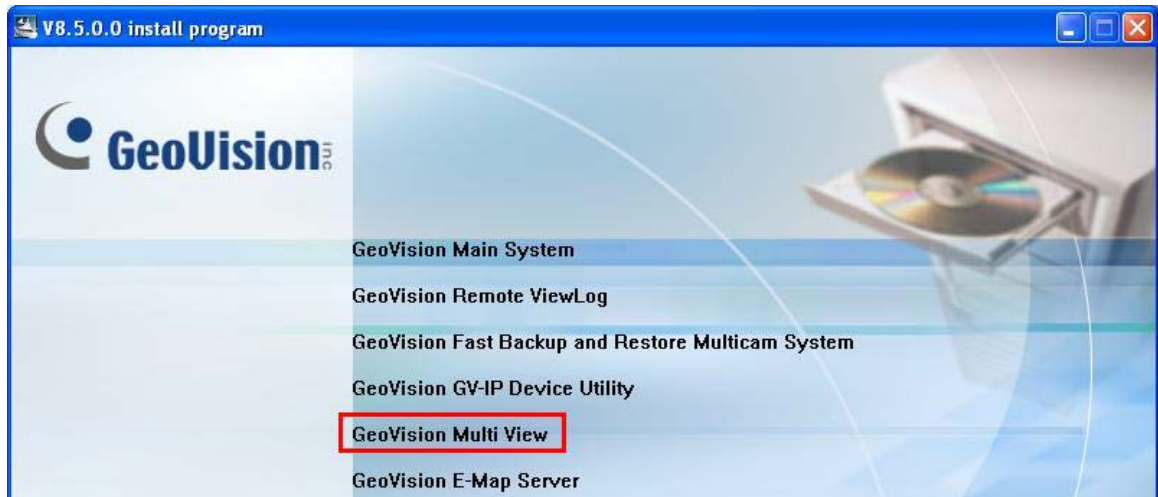 V8.5.0.0 install program
GeoVision inc
GeoVision Main System
GeoVision Remote ViewLog
GeoVision Fast Backup and Restore Multicam System
GeoVision GV-IP Device Utility
GeoVision Multi View
GeoVision E-Map Server